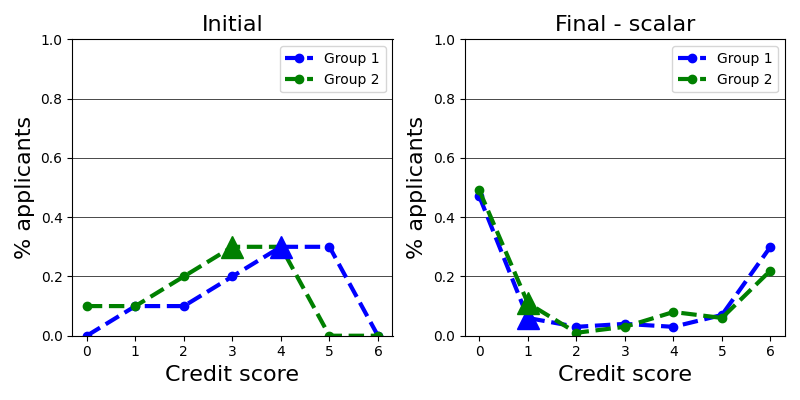 Initial
Final - scalar
% applicants
1.0
0.8
0.6
0.4
0.2
0.0
Group 1
Group 2
0 1 2 3 4 5 6
Credit score
% applicants
1.0
0.8
0.6
0.4
0.2
0.0
Group 1
Group 2
0 1 2 3 4 5 6
Credit score